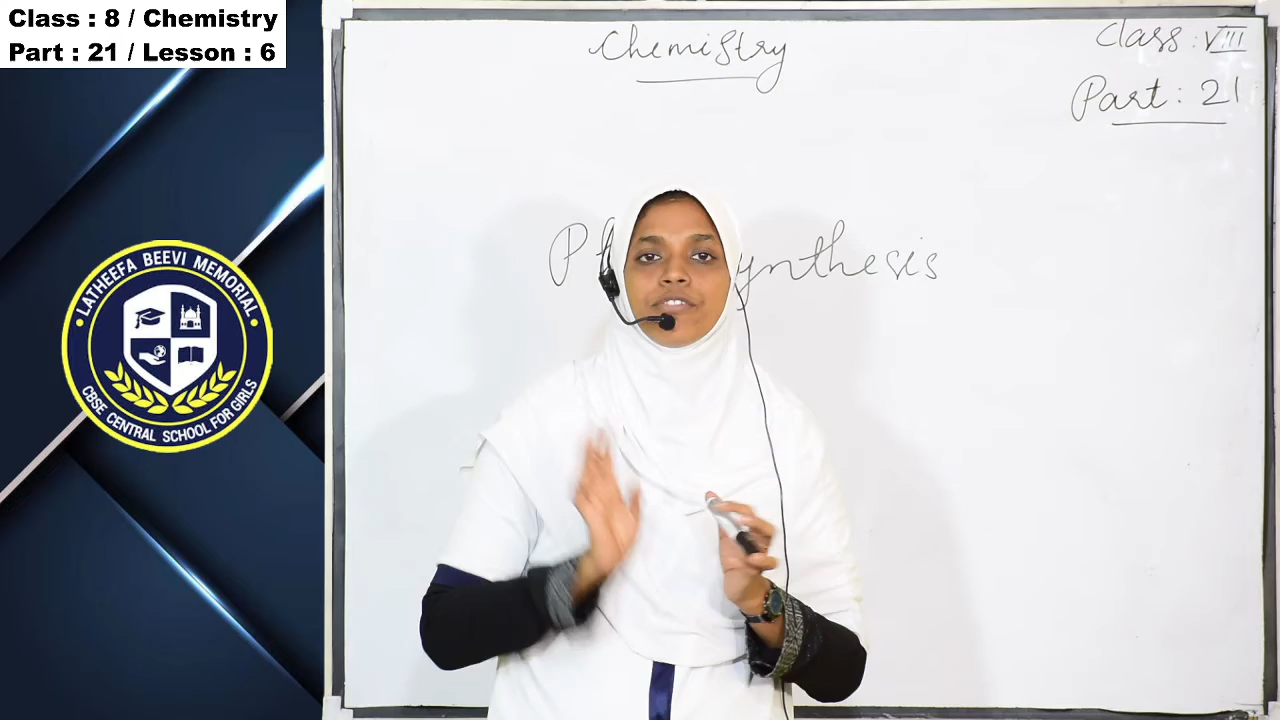 Class : 8 / Chemistry
Part : 21 / Lesson : 6
Chemistry
Class : VIII
Part : 21
LATHEEFA BEEVI MEMORIAL
CBSE CENTRAL SCHOOL FOR GIRLS